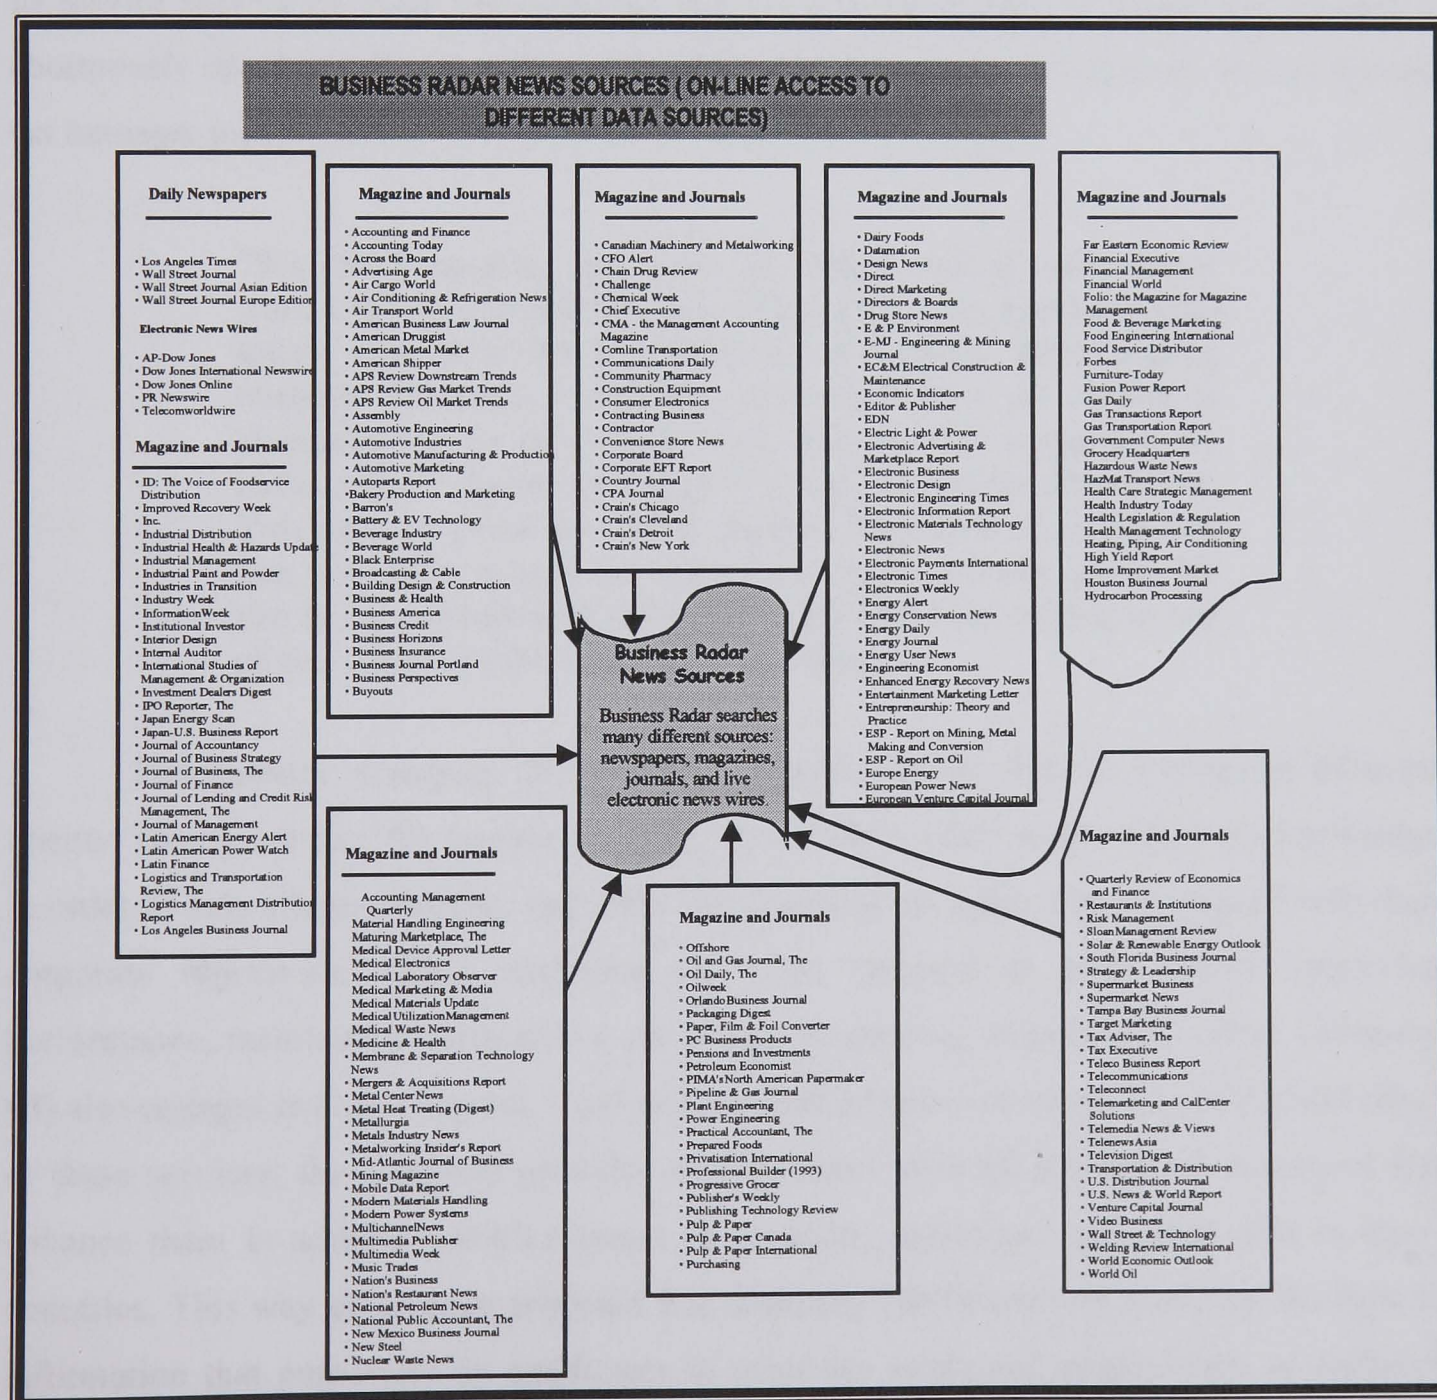 BUSINESS RADAR NEWS SOURCES ( ON-LINE ACCESS TO
DIFFERENT DATA SOURCES)
Daily Newspapers
• Los Angeles Times
• Wall Street Journal
• Wall Street Journal Asian Edition
• Wall Street Journal Europe Edition
Electronic News Wires
• AP-Dow Jones
• Dow Jones International Newswire
• Dow Jones Online
• PR Newswire
• Telecomworldwire
Magazine and Journals
• ID: The Voice of Foodservice
Distribution
• Improved Recovery Week
• Inc.
• Industrial Distribution
• Industrial Health & Hazards Update
• Industrial Management
• Industrial Paint and Powder
• Industries in Transition
• Industry Week
• InformationWeek
• Institutional Investor
• Interior Design
• Internal Auditor
• International Studies of
Management & Organization
• Investment Dealers Digest
• IPO Reporter, The
• Japan Energy Scan
• Japan-U.S. Business Report
• Journal of Accountancy
• Journal of Business Strategy
• Journal of Business, The
• Journal of Finance
• Journal of Lending and Credit Risk
Management, The
• Journal of Management
• Latin American Energy Alert
• Latin American Power Watch
• Latin Finance
• Logistics and Transportation
Review, The
• Logistics Management Distribution
Report
• Los Angeles Business Journal
Magazine and Journals
• Accounting and Finance
• Accounting Today
• Across the Board
• Advertising Age
• Air Cargo World
• Air Conditioning & Refrigeration News
• Air Transport World
• American Business Law Journal
• American Druggist
• American Metal Market
• American Shipper
• APS Review Downstream Trends
• APS Review Gas Market Trends
• APS Review Oil Market Trends
• Assembly
• Automotive Engineering
• Automotive Industries
• Automotive Manufacturing & Production
• Automotive Marketing
• Autoparts Report
•Bakery Production and Marketing
• Barron's
• Battery & EV Technology
• Beverage Industry
• Beverage World
• Black Enterprise
• Broadcasting & Cable
• Building Design & Construction
• Business & Health
• Business America
• Business Credit
• Business Horizons
• Business Insurance
• Business Journal Portland
• Business Perspectives
• Buyouts
Magazine and Journals
• Canadian Machinery and Metalworking
• CFO Alert
• Chain Drug Review
• Challenge
• Chemical Week
• Chief Executive
• CMA - the Management Accounting
Magazine
• Comline Transportation
• Communications Daily
• Community Pharmacy
• Construction Equipment
• Consumer Electronics
• Contracting Business
• Contractor
• Convenience Store News
• Corporate Board
• Corporate EFT Report
• Country Journal
• CPA Journal
• Crain's Chicago
• Crain's Cleveland
• Crain's Detroit
• Crain's New York
Magazine and Journals
• Dairy Foods
• Datamation
• Design News
• Direct
• Direct Marketing
• Directors & Boards
• Drug Store News
• E & P Environment
• E-MJ - Engineering & Mining
Journal
• EC&M Electrical Construction &
Maintenance
• Economic Indicators
• Editor & Publisher
• EDN
• Electric Light & Power
• Electronic Advertising &
Marketplace Report
• Electronic Business
• Electronic Design
• Electronic Engineering Times
• Electronic Information Report
• Electronic Materials Technology
News
• Electronic News
• Electronic Payments International
• Electronic Times
• Electronics Weekly
• Energy Alert
• Energy Conservation News
• Energy Daily
• Energy Journal
• Energy User News
• Engineering Economist
• Enhanced Energy Recovery News
• Entertainment Marketing Letter
• Entrepreneurship: Theory and
Practice
• ESP - Report on Mining, Metal
Making and Conversion
• ESP - Report on Oil
• Europe Energy
• European Power News
• European Venture Capital Journal
Magazine and Journals
Far Eastern Economic Review
Financial Executive
Financial Management
Financial World
Folio: the Magazine for Magazine
Management
Food & Beverage Marketing
Food Engineering International
Food Service Distributor
Forbes
Furniture-Today
Fusion Power Report
Gas Daily
Gas Transactions Report
Gas Transportation Report
Government Computer News
Grocery Headquarters
Hazardous Waste News
HazMat Transport News
Health Care Strategic Management
Health Industry Today
Health Legislation & Regulation
Health Management Technology
Heating, Piping, Air Conditioning
High Yield Report
Home Improvement Market
Houston Business Journal
Hydrocarbon Processing
Business Radar
News Sources
Business Radar searches
many different sources:
newspapers, magazines,
journals, and live
electronic news wires.
Magazine and Journals
Accounting Management
Quarterly
Material Handling Engineering
Maturing Marketplace, The
Medical Device Approval Letter
Medical Electronics
Medical Laboratory Observer
Medical Marketing & Media
Medical Materials Update
Medical Utilization Management
Medical Waste News
• Medicine & Health
• Membrane & Separation Technology
News
• Mergers & Acquisitions Report
• Metal Center News
• Metal Heat Treating (Digest)
• Metallurgia
• Metals Industry News
• Metalworking Insider's Report
• Mid-Atlantic Journal of Business
• Mining Magazine
• Mobile Data Report
• Modern Materials Handling
• Modern Power Systems
• MultichannelNews
• Multimedia Publisher
• Multimedia Week
• Music Trades
• Nation's Business
• Nation's Restaurant News
• National Petroleum News
• National Public Accountant, The
• New Mexico Business Journal
• New Steel
• Nuclear Waste News
Magazine and Journals
• Offshore
• Oil and Gas Journal, The
• Oil Daily, The
• Oilweek
• Orlando Business Journal
• Packaging Digest
• Paper, Film & Foil Converter
• PC Business Products
• Pensions and Investments
• Petroleum Economist
• PIMA's North American Papermaker
• Pipeline & Gas Journal
• Plant Engineering
• Power Engineering
• Practical Accountant, The
• Prepared Foods
• Privatisation International
• Professional Builder (1993)
• Progressive Grocer
• Publisher's Weekly
• Publishing Technology Review
• Pulp & Paper
• Pulp & Paper Canada
• Pulp & Paper International
• Purchasing
Magazine and Journals
• Quarterly Review of Economics
and Finance
• Restaurants & Institutions
• Risk Management
• Sloan Management Review
• Solar & Renewable Energy Outlook
• South Florida Business Journal
• Strategy & Leadership
• Supermarket Business
• Supermarket News
• Tampa Bay Business Journal
• Target Marketing
• Tax Adviser, The
• Tax Executive
• Teleco Business Report
• Telecommunications
• Teleconnect
• Telemarketing and CalCenter
Solutions
• Telemedia News & Views
• Telenews Asia
• Television Digest
• Transportation & Distribution
• U.S. Distribution Journal
• U.S. News & World Report
• Venture Capital Journal
• Video Business
• Wall Street & Technology
• Welding Review International
• World Economic Outlook
• World Oil